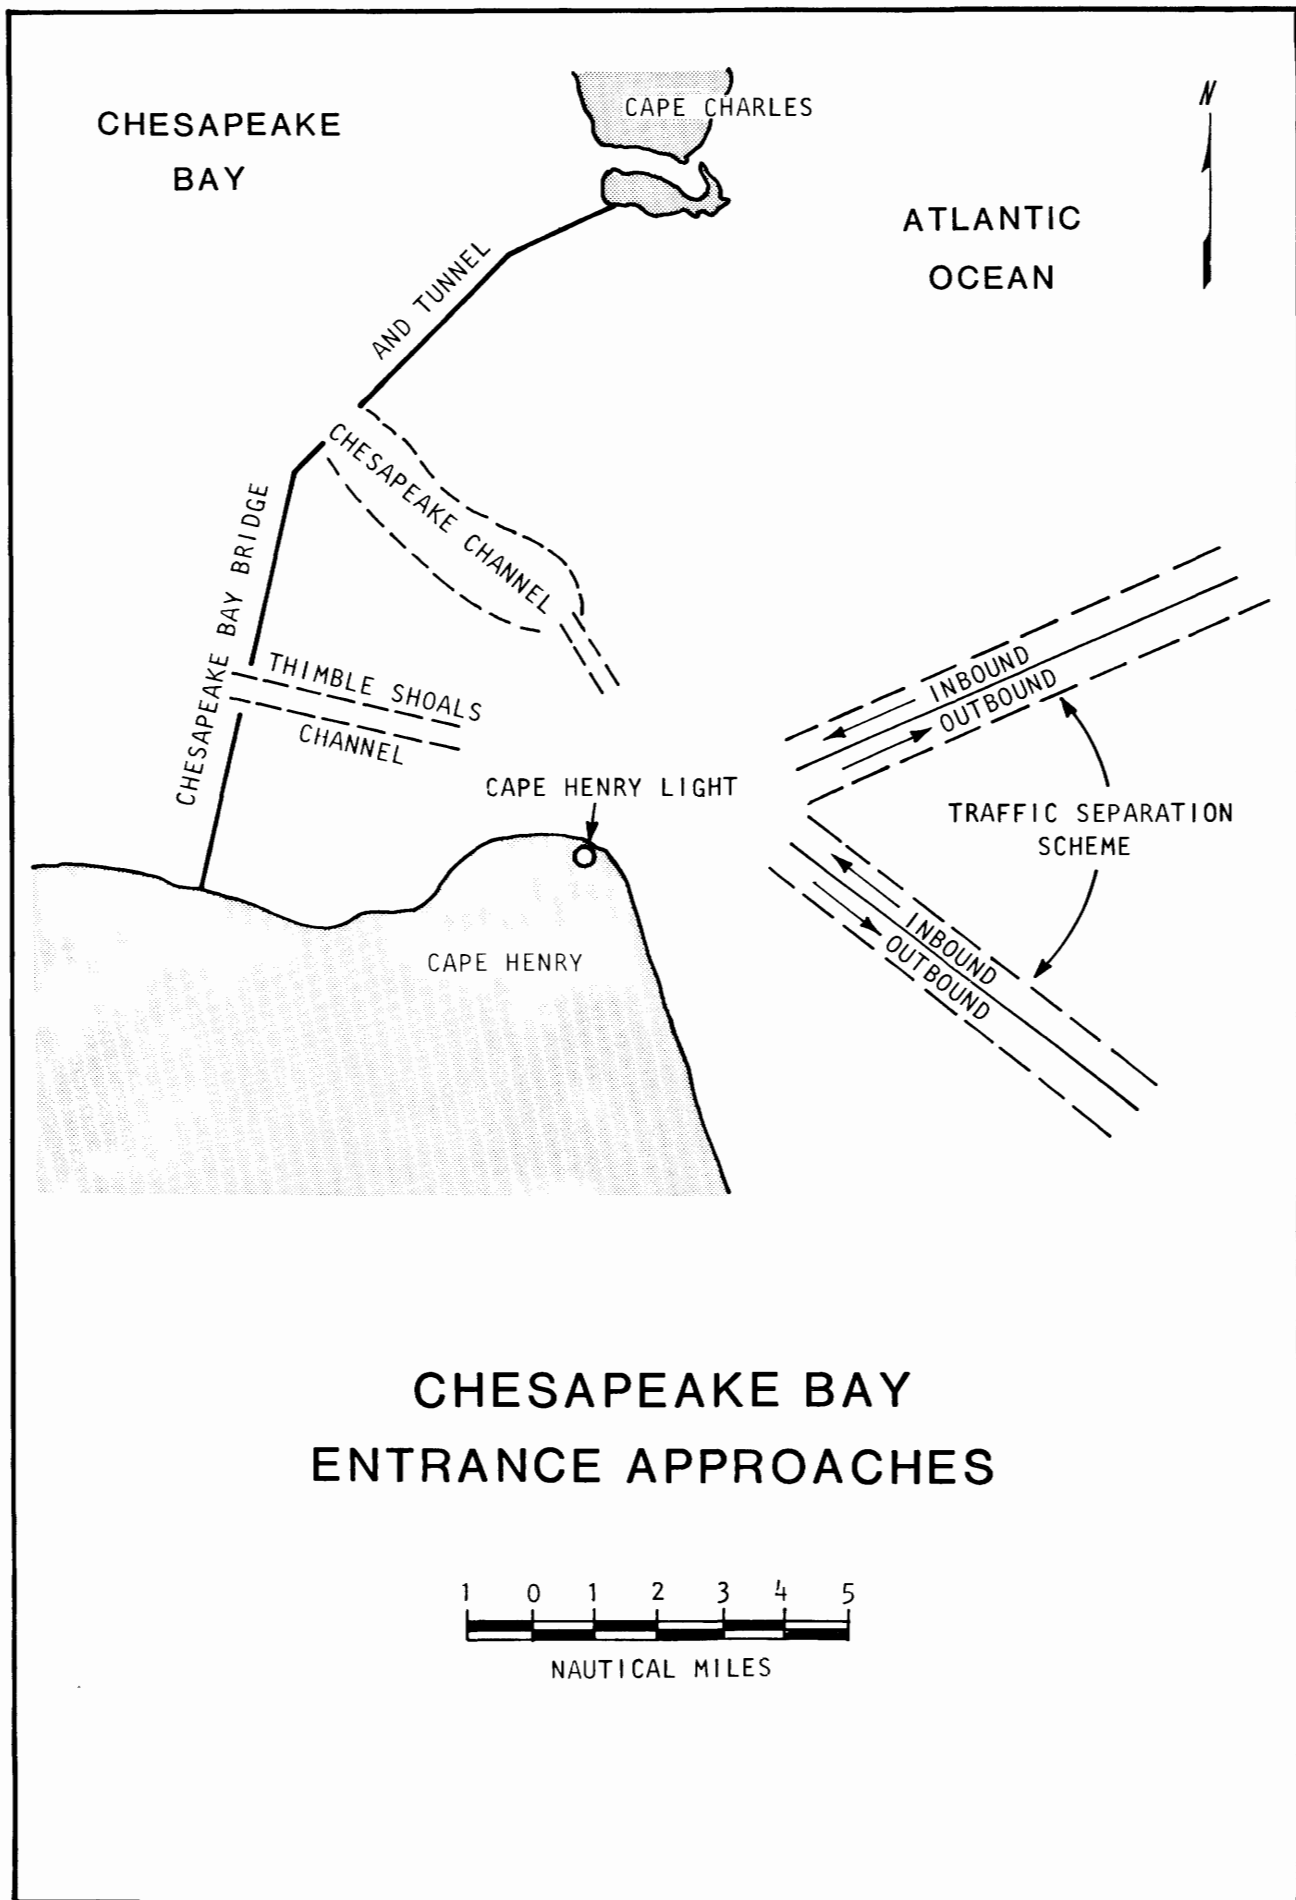 CHESAPEAKE
BAY
CAPE CHARLES
N
ATLANTIC
OCEAN
AND TUNNEL
CHESAPEAKE CHANNEL
CHESAPEAKE BAY BRIDGE
THIMBLE SHOALS
CHANNEL
INBOUND
OUTBOUND
CAPE HENRY LIGHT
TRAFFIC SEPARATION
SCHEME
INBOUND
OUTBOUND
CAPE HENRY
CHESAPEAKE BAY
ENTRANCE APPROACHES
1 0 1 2 3 4 5
NAUTICAL MILES